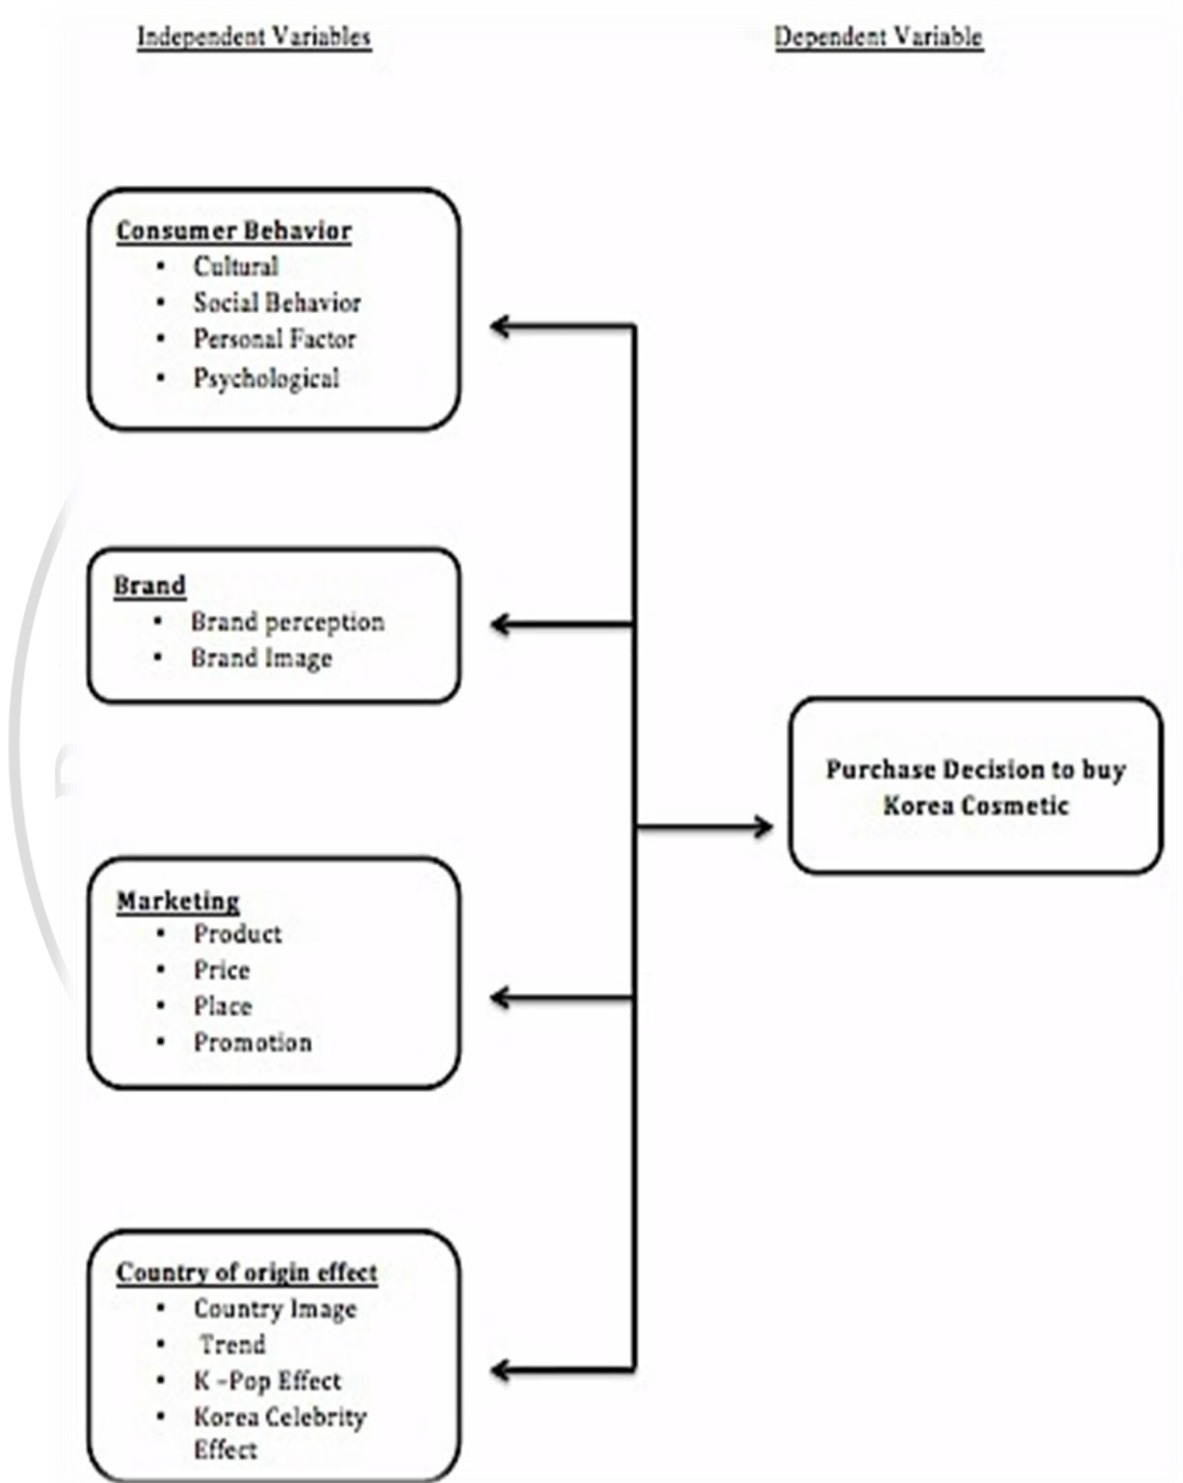 Independent Variables
Dependent Variable
Consumer Behavior
• Cultural
• Social Behavior
• Personal Factor
• Psychological
Brand
• Brand perception
• Brand Image
Marketing
• Product
• Price
• Place
• Promotion
Country of origin effect
• Country Image
• Trend
• K –Pop Effect
• Korea Celebrity
Effect
Purchase Decision to buy
Korea Cosmetic